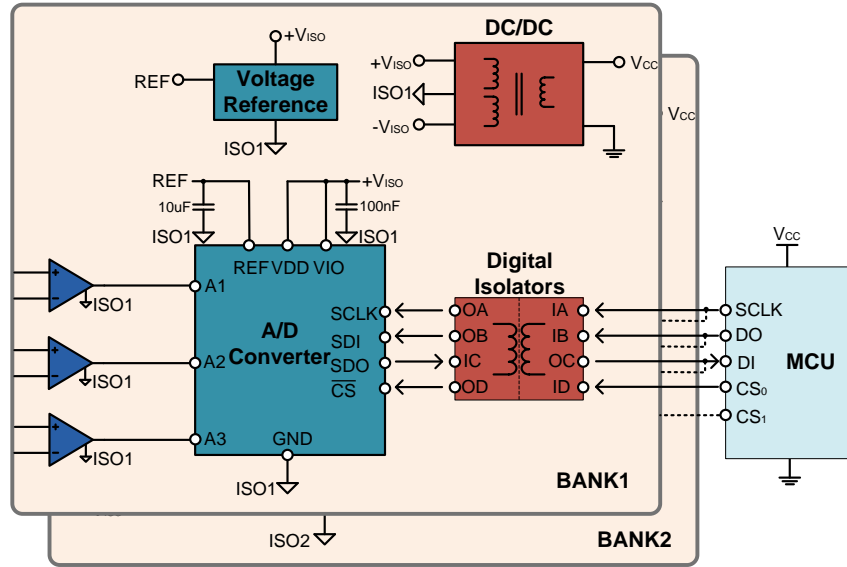 DC/DC
+VISO
+VISO
VCC
REF
Voltage
Reference
ISO1
-VISO
ISO1
VCC
REF
+VISO
10uF
100nF
ISO1
ISO1
REF VDD VIO
Digital
Isolators
VCC
A1
ISO1
SCLK
OA
IA
SCLK
A/D
Converter
SDI
OB
IB
DO
A2
SDO
IC
OC
DI
MCU
ISO1
CS
OD
ID
CS0
CS1
A3
GND
ISO1
ISO1
BANK1
ISO2
BANK2